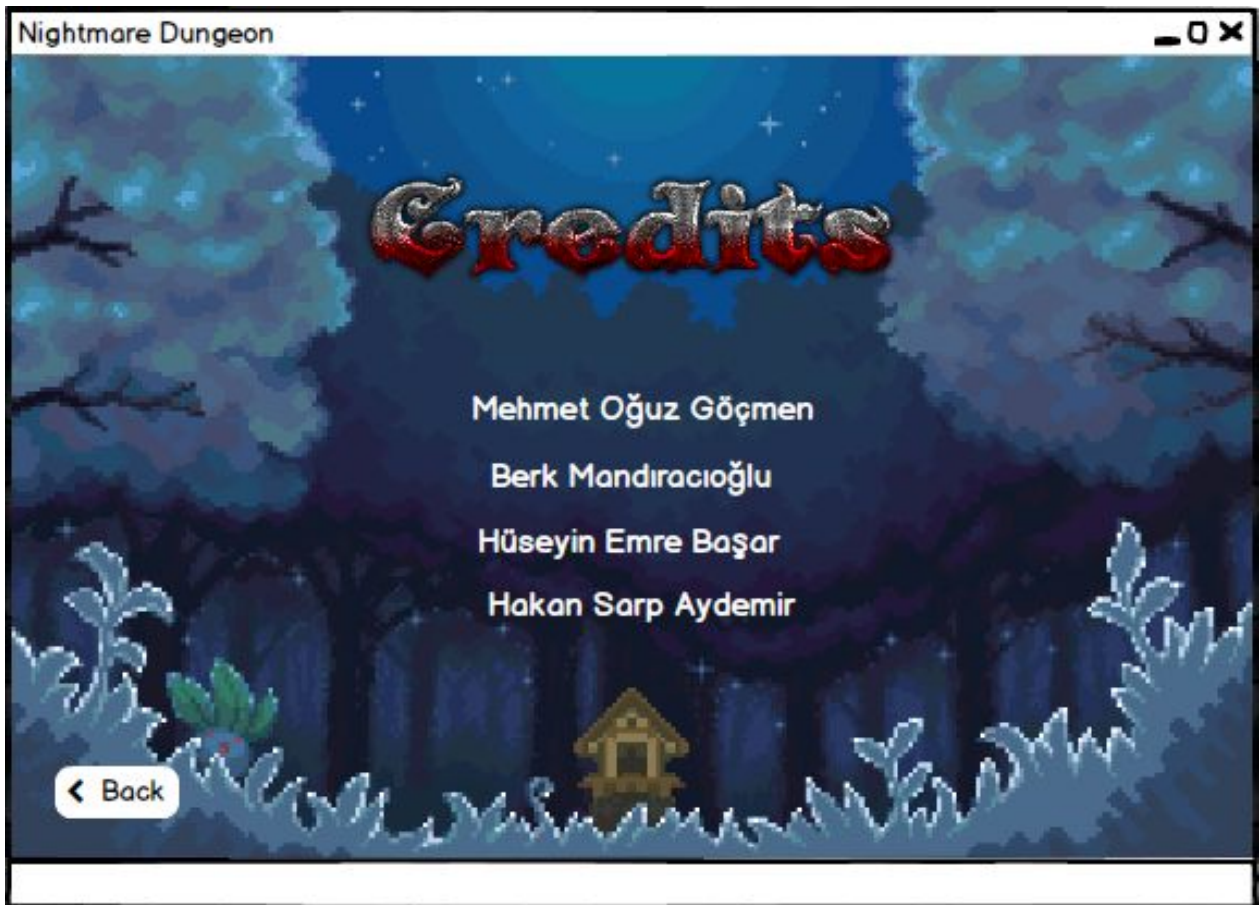 Nightmare Dungeon
Credits
Mehmet Oğuz Göçmen
Berk Mandıracıoğlu
Hüseyin Emre Başar
Hakan Sarp Aydemir
Back